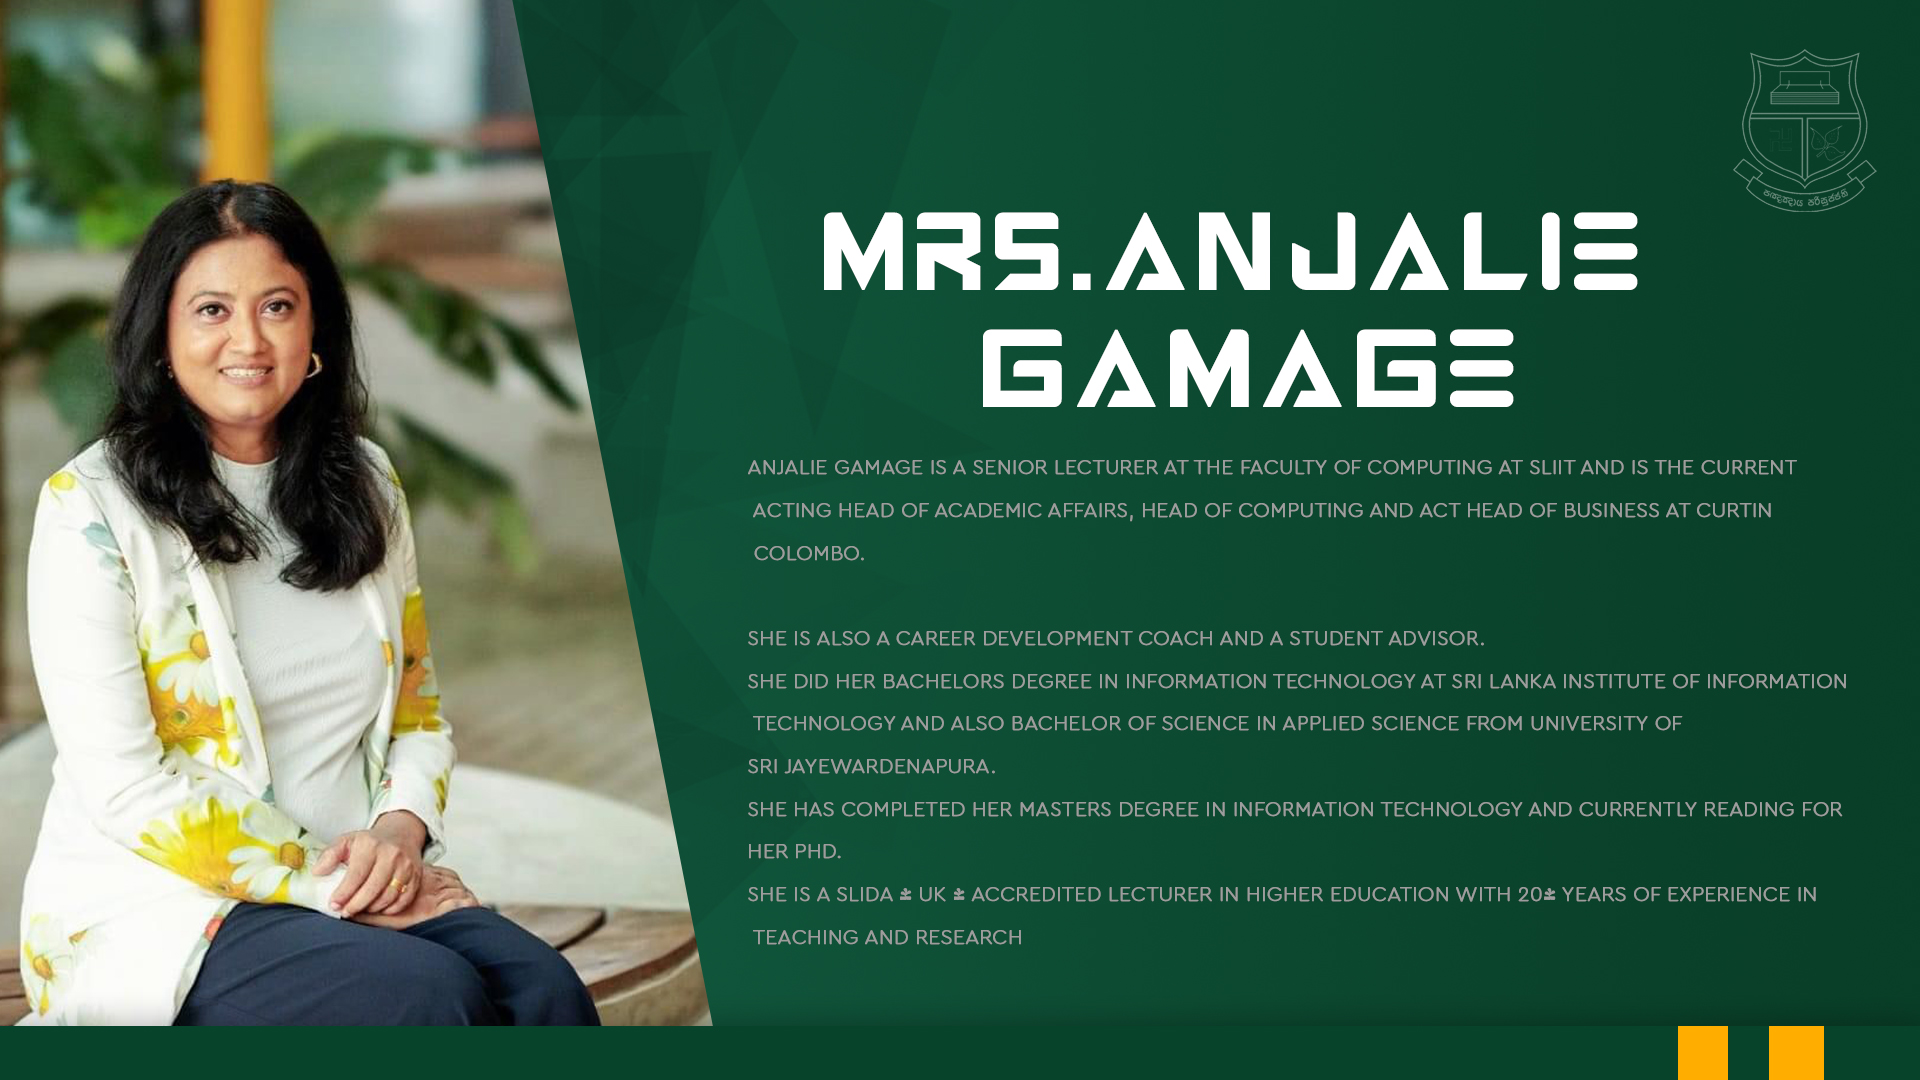 MRS.ANJALIE
GAMAGE
ANJALIE GAMAGE IS A SENIOR LECTURER AT THE FACULTY OF COMPUTING AT SLIIT AND IS THE CURRENT
ACTING HEAD OF ACADEMIC AFFAIRS, HEAD OF COMPUTING AND ACT HEAD OF BUSINESS AT CURTIN
COLOMBO.
SHE IS ALSO A CAREER DEVELOPMENT COACH AND A STUDENT ADVISOR.
SHE DID HER BACHELORS DEGREE IN INFORMATION TECHNOLOGY AT SRI LANKA INSTITUTE OF INFORMATION
TECHNOLOGY AND ALSO BACHELOR OF SCIENCE IN APPLIED SCIENCE FROM UNIVERSITY OF
SRI JAYEWARDENAPURA.
SHE HAS COMPLETED HER MASTERS DEGREE IN INFORMATION TECHNOLOGY AND CURRENTLY READING FOR
HER PHD.
SHE IS A SLIDA ± UK ± ACCREDITED LECTURER IN HIGHER EDUCATION WITH 20± YEARS OF EXPERIENCE IN
TEACHING AND RESEARCH